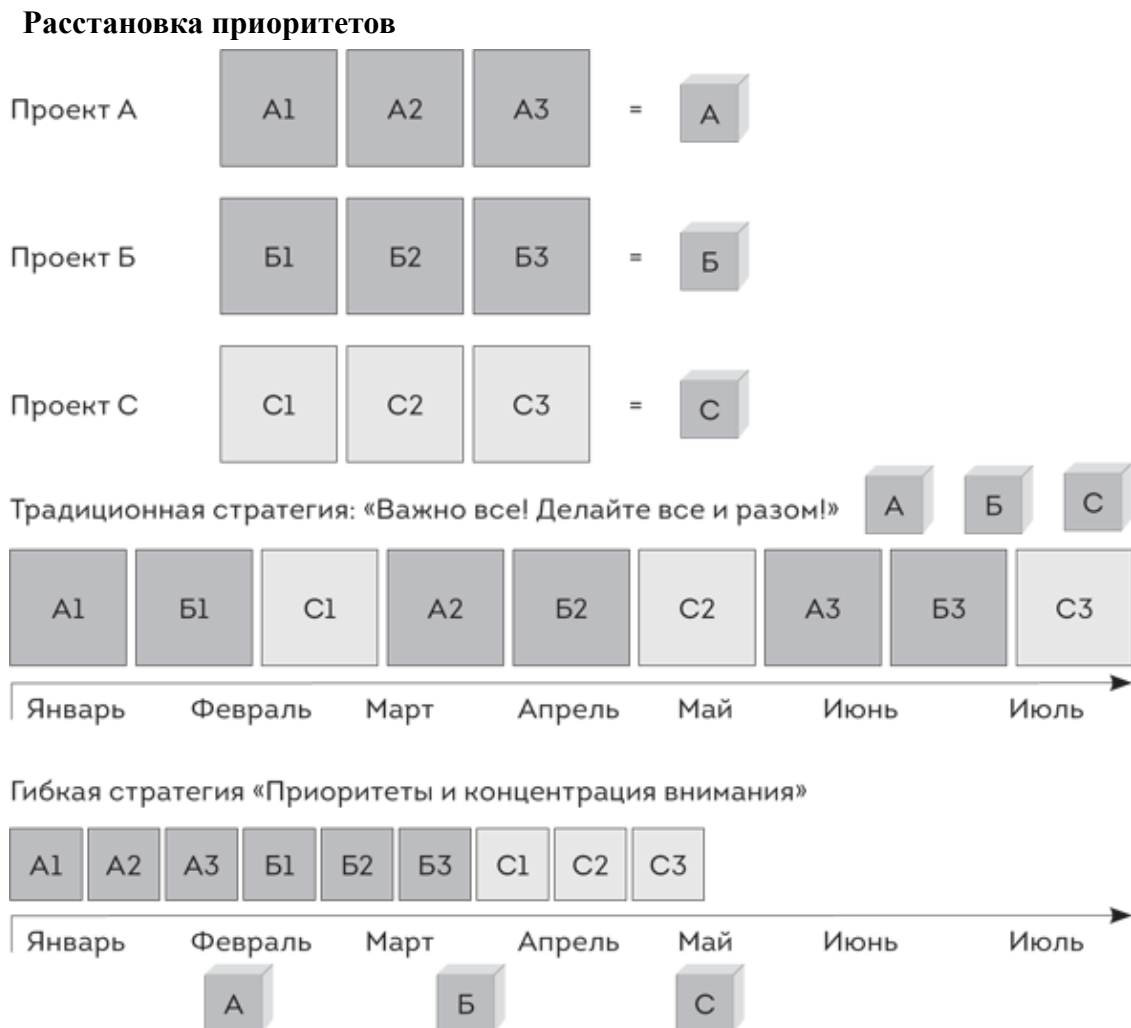 Расстановка приоритетов
Проект А А1 А2 А3 = А
Проект Б Б1 Б2 Б3 = Б
Проект С С1 С2 С3 = С
Традиционная стратегия: «Важно все! Делайте все и разом!» А Б С
А1 Б1 С1 А2 Б2 С2 А3 Б3 С3
Январь Февраль Март Апрель Май Июнь Июль
Гибкая стратегия «Приоритеты и концентрация внимания»
А1 А2 А3 Б1 Б2 Б3 С1 С2 С3
Январь Февраль Март Апрель Май Июнь Июль
А Б С